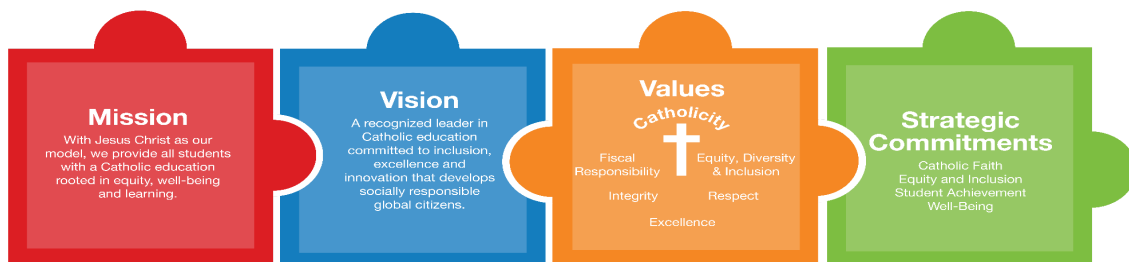 Mission
With Jesus Christ as our
model, we provide all students
with a Catholic education
rooted in equity, well-being
and learning.
Vision
A recognized leader in
Catholic education
committed to inclusion,
excellence and
innovation that develops
socially responsible
global citizens.
Values
Catholicity
Fiscal
Responsibility
Equity, Diversity
& Inclusion
Integrity
Respect
Excellence
Strategic
Commitments
Catholic Faith
Equity and Inclusion
Student Achievement
Well-Being